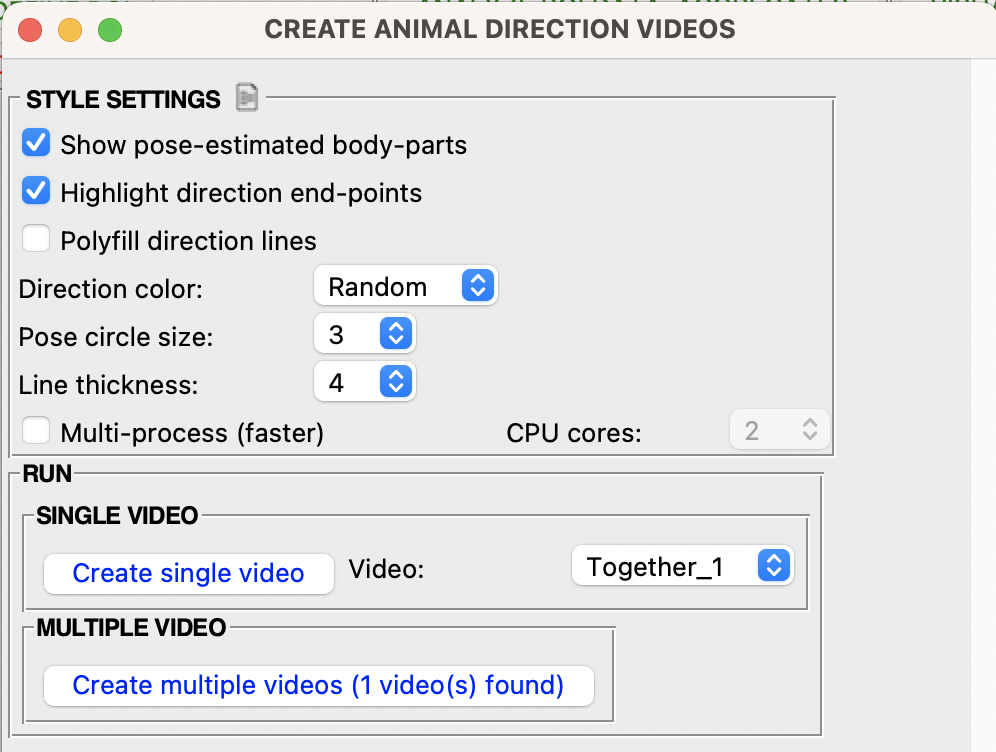 CREATE ANIMAL DIRECTION VIDEOS
STYLE SETTINGS
Show pose-estimated body-parts
Highlight direction end-points
Polyfill direction lines
Direction color: Random
Pose circle size: 3
Line thickness: 4
Multi-process (faster) CPU cores: 2
RUN
SINGLE VIDEO
Create single video Video: Together_1
MULTIPLE VIDEO
Create multiple videos (1 video(s) found)